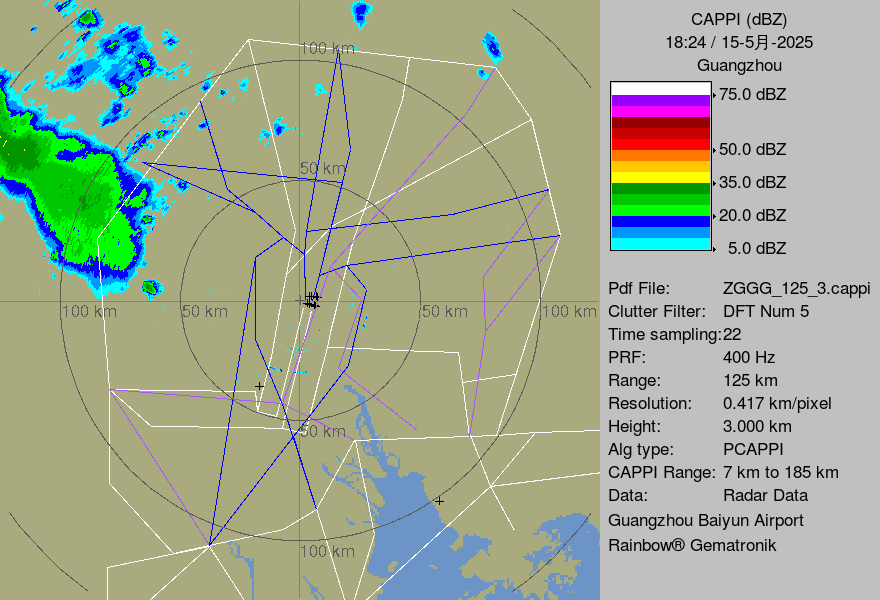 CAPPI (dBZ)
18:24 / 15-5月-2025
Guangzhou
75.0 dBZ
50.0 dBZ
35.0 dBZ
20.0 dBZ
5.0 dBZ
Pdf File: ZGGG_125_3.cappi
Clutter Filter: DFT Num 5
Time sampling:22
PRF: 400 Hz
Range: 125 km
Resolution: 0.417 km/pixel
Height: 3.000 km
Alg type: PCAPPI
CAPPI Range: 7 km to 185 km
Data: Radar Data
Guangzhou Baiyun Airport
Rainbow® Gematronik
100 km
50 km
100 km
50 km
50 km
100 km
50 km
100 km